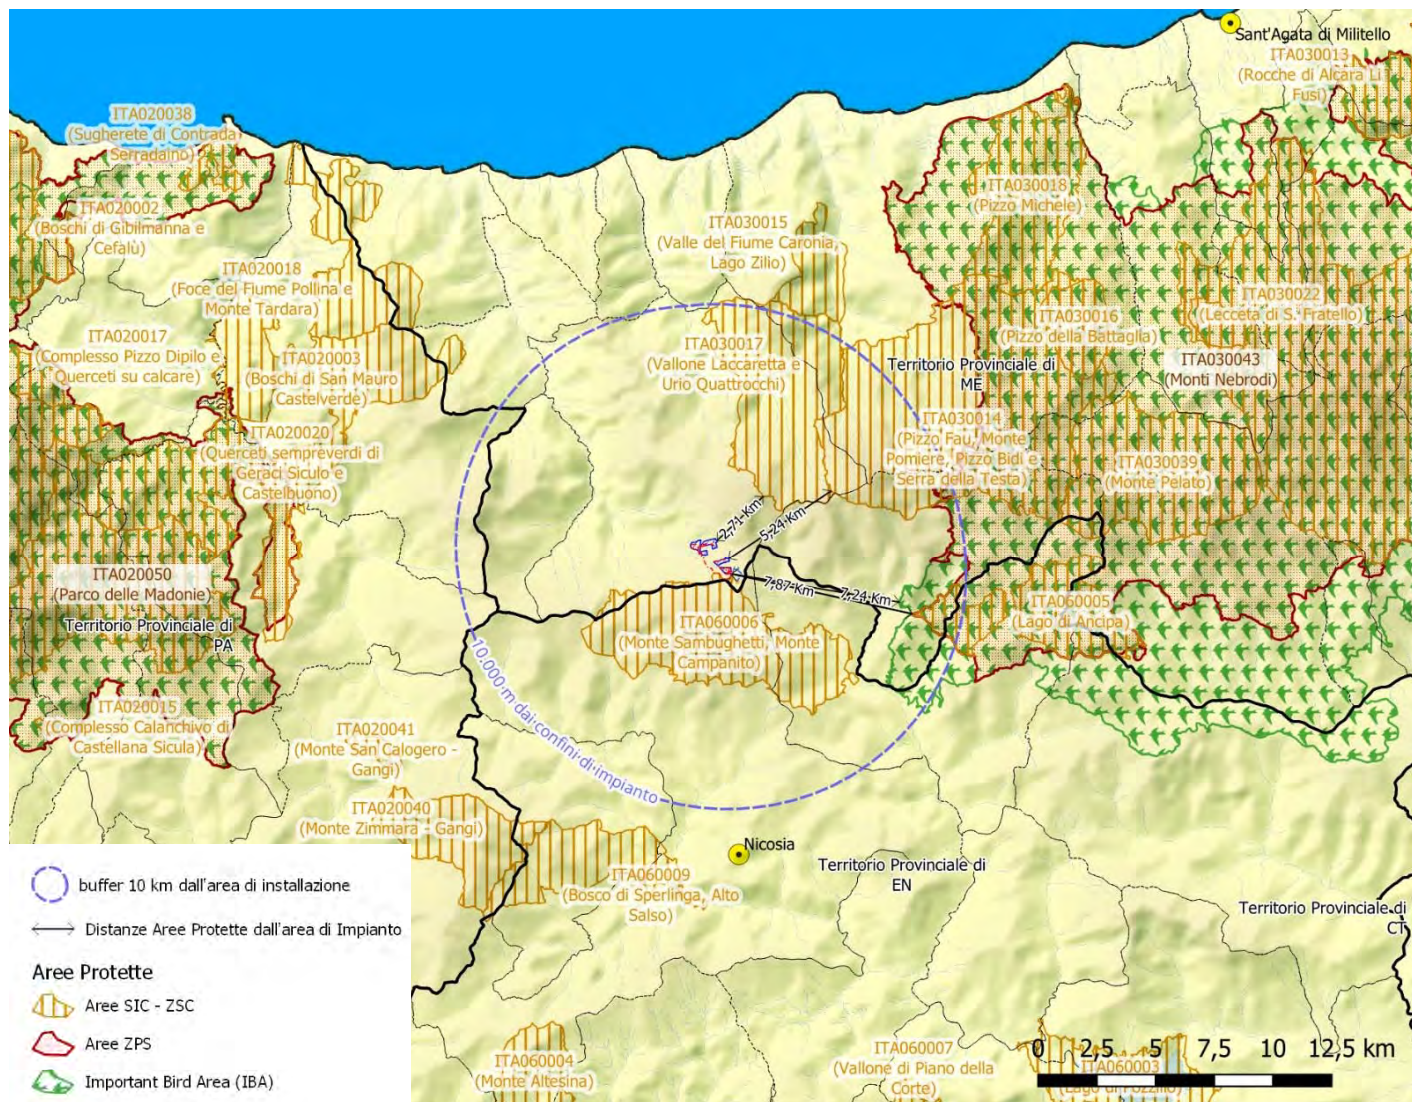 Sant'Agata di Militello
ITA030013
(Rocche di Alcara Li
Fusi)
ITA020038
(Sugherete di Contrada
Serradaino)
ITA020002
(Boschi di Gibilmanna e
Cefalù)
ITA030018
(Pizzo Michele)
ITA030015
(Valle del Fiume Caronia,
Lago Zilio)
ITA020018
(Foce del Fiume Pollina e
Monte Tardara)
ITA030022
(Lecceta di S. Fratello)
ITA030016
(Pizzo della Battaglia)
ITA020017
(Complesso Pizzo Dipilo e
Querceti su calcare)
ITA030017
(Vallone Laccaretta e
Urio Quattrocchi)
ITA020003
(Boschi di San Mauro
Castelverde)
Territorio Provinciale di
ME
ITA030043
(Monti Nebrodi)
ITA030014
(Pizzo Fau, Monte
Pomiere, Pizzo Bidi e
Serra della Testa)
ITA020020
(Querceti sempreverdi di
Geraci Siculo e
Castelbuono)
ITA030039
(Monte Pelato)
2,71 Km
5,24 Km
7,87 Km
7,24 Km
ITA020050
(Parco delle Madonie)
Territorio Provinciale di
PA
ITA060005
(Lago di Ancipa)
ITA060006
(Monte Sambughetti, Monte
Campanito)
10.000 m dai confini di impianto
ITA020015
(Complesso Calanchivo di
Castellana Sicula)
ITA020041
(Monte San Calogero -
Gangi)
ITA020040
(Monte Zimmara - Gangi)
Nicosia
ITA060009
(Bosco di Sperlinga, Alto
Salso)
Territorio Provinciale di
EN
Territorio Provinciale di
CT
buffer 10 km dall'area di installazione
Distanze Aree Protette dall'area di Impianto
Aree Protette
Aree SIC - ZSC
Aree ZPS
Important Bird Area (IBA)
ITA060004
(Monte Altesina)
ITA060007
(Vallone di Piano della
Corte)
0 2,5 5 7,5 10 12,5 km
ITA060003
(Lago di Pozzillo)